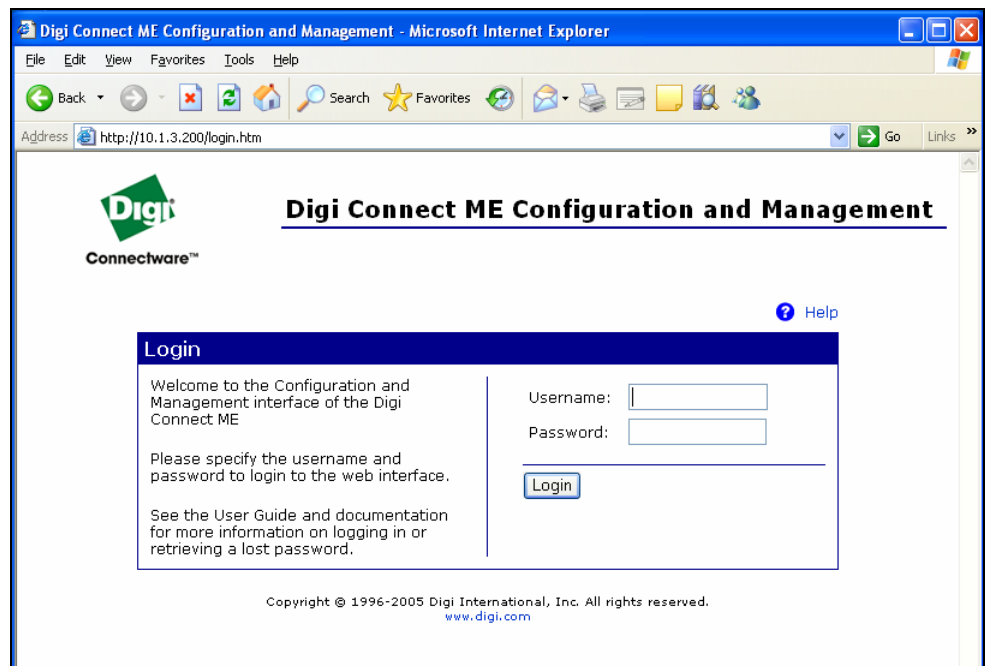 Digi Connect ME Configuration and Management - Microsoft Internet Explorer
File Edit View Favorites Tools Help
Back Search Favorites
Address http://10.1.3.200/login.htm Go Links »
Digi
Connectware™
Digi Connect ME Configuration and Management
? Help
Login
Welcome to the Configuration and
Management interface of the Digi
Connect ME
Please specify the username and
password to login to the web interface.
See the User Guide and documentation
for more information on logging in or
retrieving a lost password.
Username:
Password:
Login
Copyright © 1996-2005 Digi International, Inc. All rights reserved.
www.digi.com